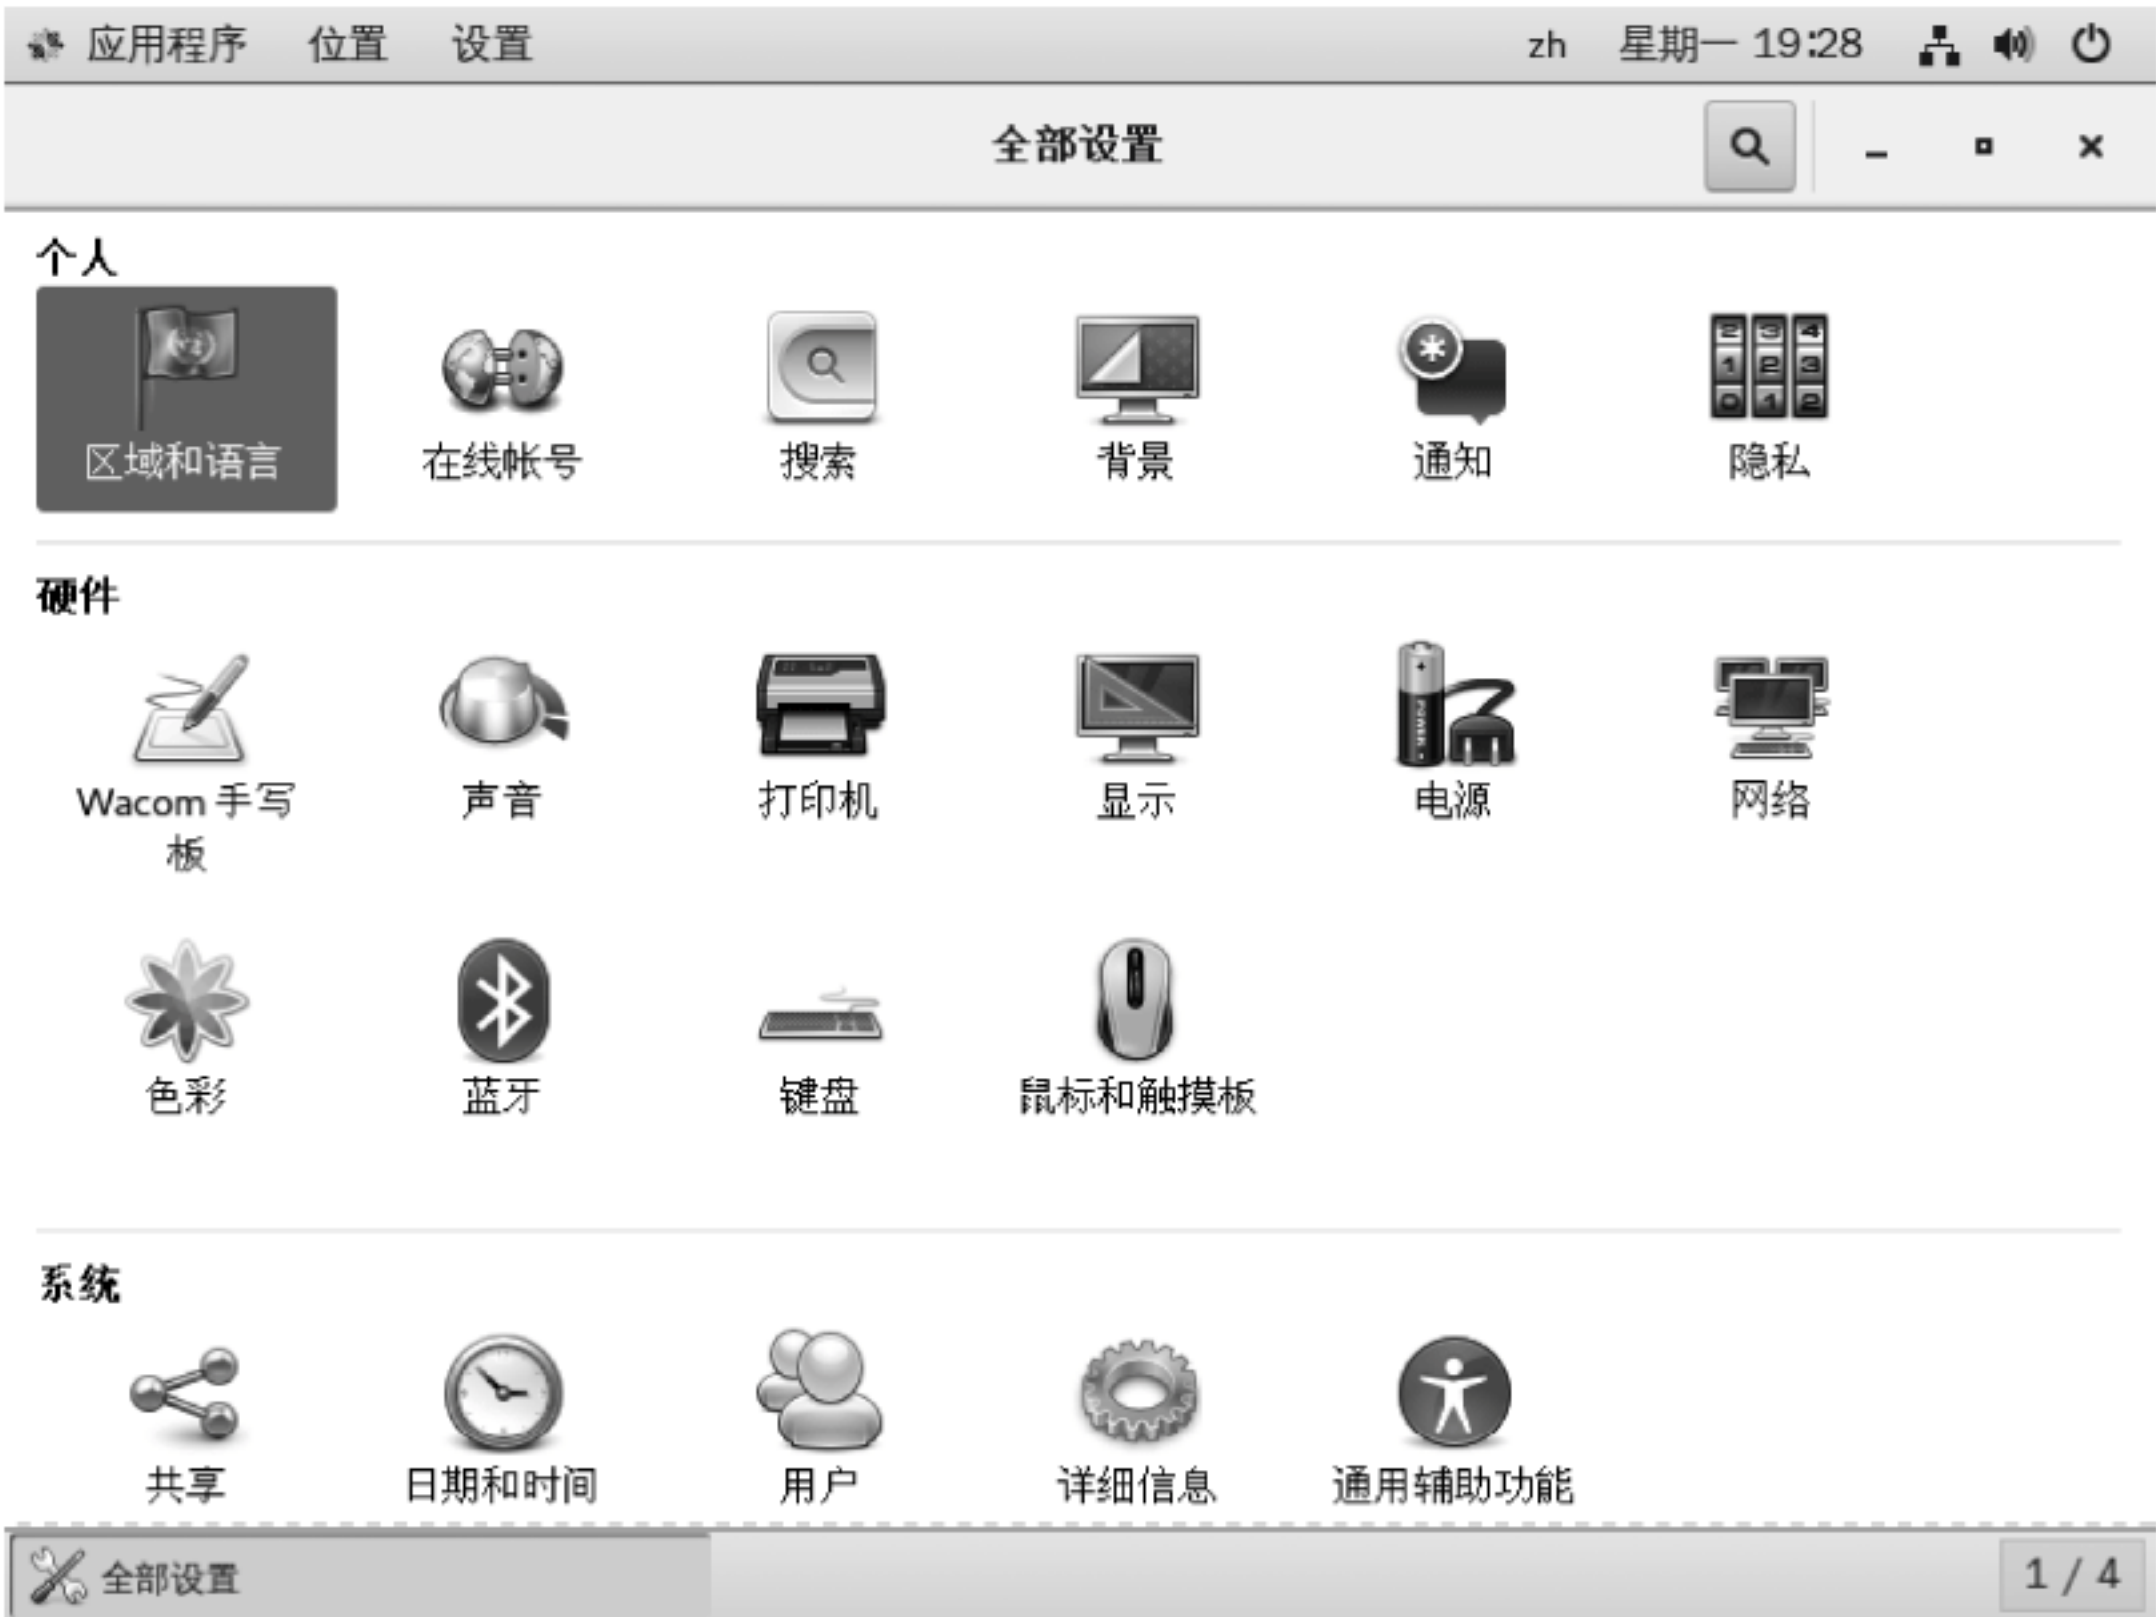 应用程序 位置 设置 zh 星期一 19:28
全部设置
个人
区域和语言 在线帐号 搜索 背景 通知 隐私
硬件
Wacom 手写 声音 打印机 显示 电源 网络
板
色彩 蓝牙 键盘 鼠标和触摸板
系统
共享 日期和时间 用户 详细信息 通用辅助功能
全部设置 1 / 4